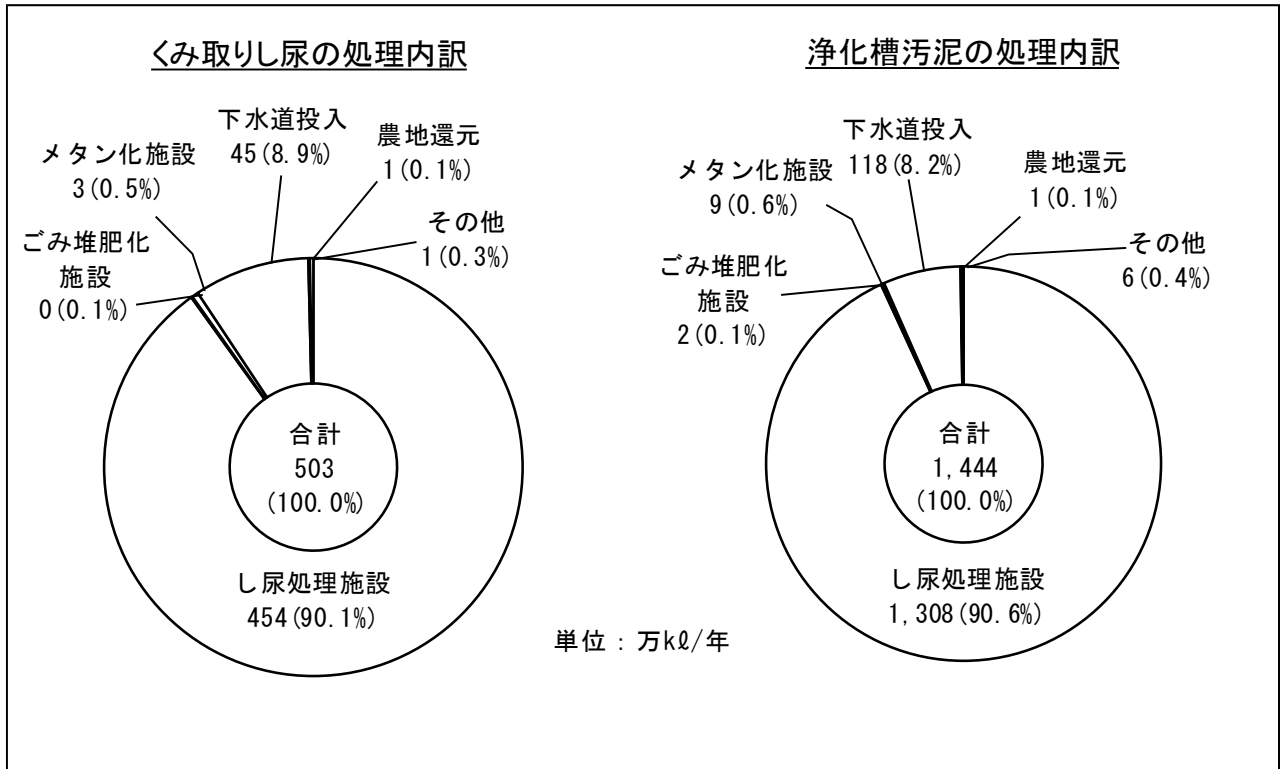 くみ取りし尿の処理内訳
下水道投入
45(8.9%)
農地還元
1(0.1%)
メタン化施設
3(0.5%)
その他
1(0.3%)
ごみ堆肥化
施設
0(0.1%)
合計
503
(100.0%)
し尿処理施設
454(90.1%)
浄化槽汚泥の処理内訳
下水道投入
118(8.2%)
農地還元
1(0.1%)
メタン化施設
9(0.6%)
その他
6(0.4%)
ごみ堆肥化
施設
2(0.1%)
合計
1,444
(100.0%)
し尿処理施設
1,308(90.6%)
単位：万kℓ/年